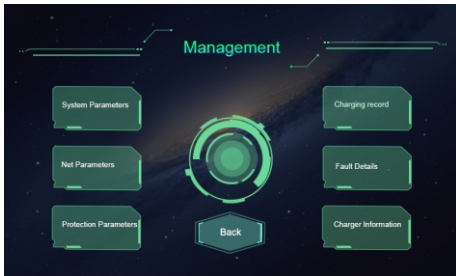 Management
System Parameters
Charging record
Net Parameters
Fault Details
Protection Parameters
Charger Information
Back